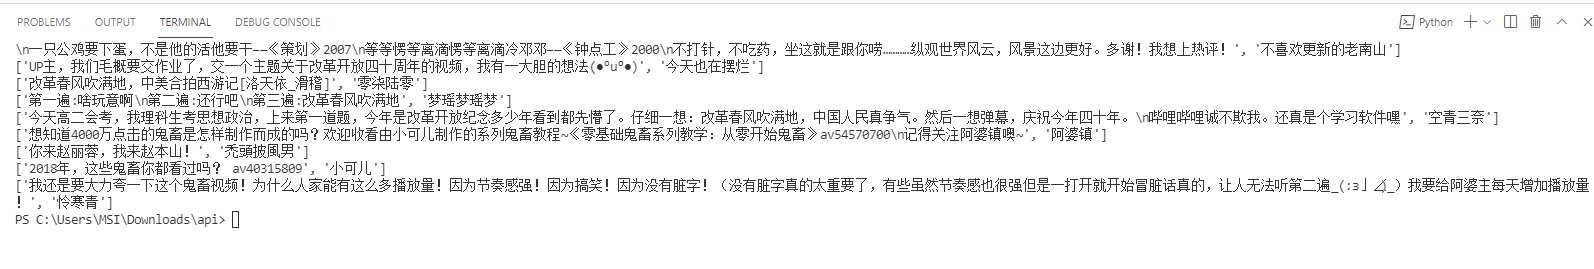 PROBLEMS OUTPUT TERMINAL DEBUG CONSOLE Python
\n一只公鸡要下蛋，不是他的活他要干——《策划》2007\n等等愣等离滴愣等离滴冷邓邓——《钟点工》2000\n不打针，不吃药，坐这就是跟你唠…………纵观世界风云，风景这边更好。多谢！我想上热评！', '不喜欢更新的老南山']
['UP主，我们毛概要交作业了，交一个主题关于改革开放四十周年的视频，我有一大胆的想法(●°u°●)', '今天也在摆烂']
['改革春风吹满地，中美合拍西游记[洛天依_滑稽]', '零柒陆零']
['第一遍:啥玩意啊\n第二遍:还行吧\n第三遍:改革春风吹满地', '梦瑶梦瑶梦']
['今天高二会考，我理科生考思想政治，上来第一道题，今年是改革开放纪念多少年看到都先懵了。仔细一想：改革春风吹满地，中国人民真争气。然后一想弹幕，庆祝今年四十年。\n哔哩哔哩诚不欺我。还真是个学习软件嘿', '空青三奈']
['想知道4000万点击的鬼畜是怎样制作而成的吗？欢迎收看由小可儿制作的系列鬼畜教程~《零基础鬼畜系列教学：从零开始鬼畜》av54570700\n记得关注阿婆镇噢~', '阿婆镇']
['你来赵丽蓉，我来赵本山！', '禿頭披風男']
['2018年，这些鬼畜你都看过吗？ av40315809', '小可儿']
['我还是要大力夸一下这个鬼畜视频！为什么人家能有这么多播放量！因为节奏感强！因为搞笑！因为没有脏字！（没有脏字真的太重要了，有些虽然节奏感也很强但是一打开就开始冒脏话真的，让人无法听第二遍_(:з」∠)_）我要给阿婆主每天增加播放量
！', '怜寒青']
PS C:\Users\MSI\Downloads\api>